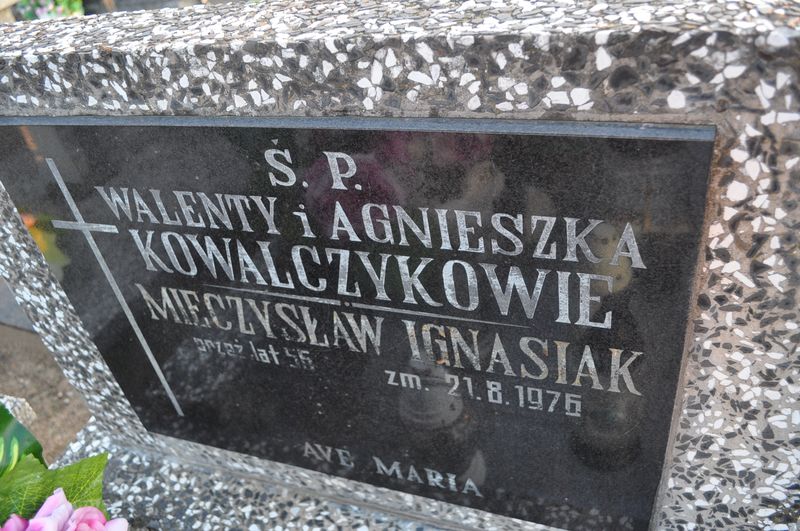 Ś. P.
WALENTY i AGNIESZKA
KOWALCZYKOWIE
MIECZYSŁAW IGNASIAK
przeż lat 56
zm. 21.8.1976
AVE MARIA